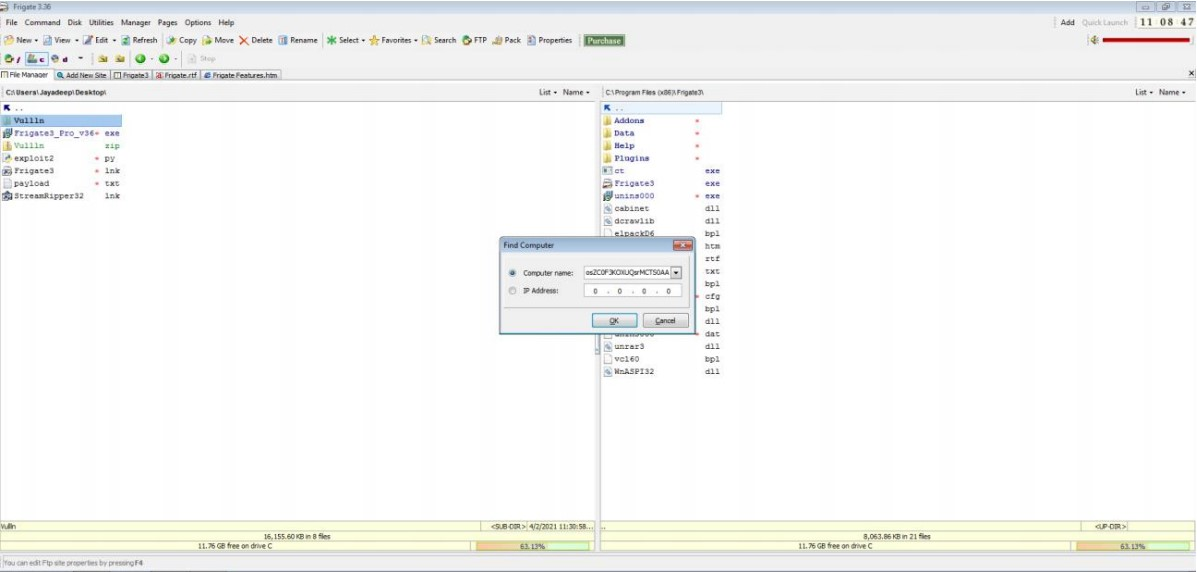 Frigate 3.36
File Command Disk Utilities Manager Pages Options Help
Add Quick Launch 11 08 47
New View Edit Refresh Copy Move Delete Rename Select Favorites Search FTP Pack Properties Purchase
/ c d
Stop
File Manager Add New Site Frigate3 Frigate.rtf Frigate Features.htm
C:\Users\Jayadeep\Desktop\ List Name
..
Vullln
Frigate3_Pro_v36 exe
Vullln zip
exploit2 * py
Frigate3 * lnk
payload * txt
StreamRipper32 lnk
C:\Program Files (x86)\Frigate3\ List Name
..
Addons *
Data *
Help *
Plugins *
ct exe
Frigate3 exe
unins000 * exe
cabinet dll
dcrawlib dll
elpackD6 bpl
htm
rtf
txt
bpl
* cfg
bpl
dll
unins000 * dat
unrar3 dll
vcl60 bpl
WnASPI32 dll
Find Computer
Computer name: osZC0F3KOXUQsrMCTS0AA
IP Address: 0 . 0 . 0 . 0
OK Cancel
Vullln <SUB-DIR> 4/2/2021 11:30:58...
16,155.60 KB in 8 files
11.76 GB free on drive C 63.13%
.. <UP-DIR>
8,063.86 KB in 21 files
11.76 GB free on drive C 63.13%
You can edit Ftp site properties by pressing F4